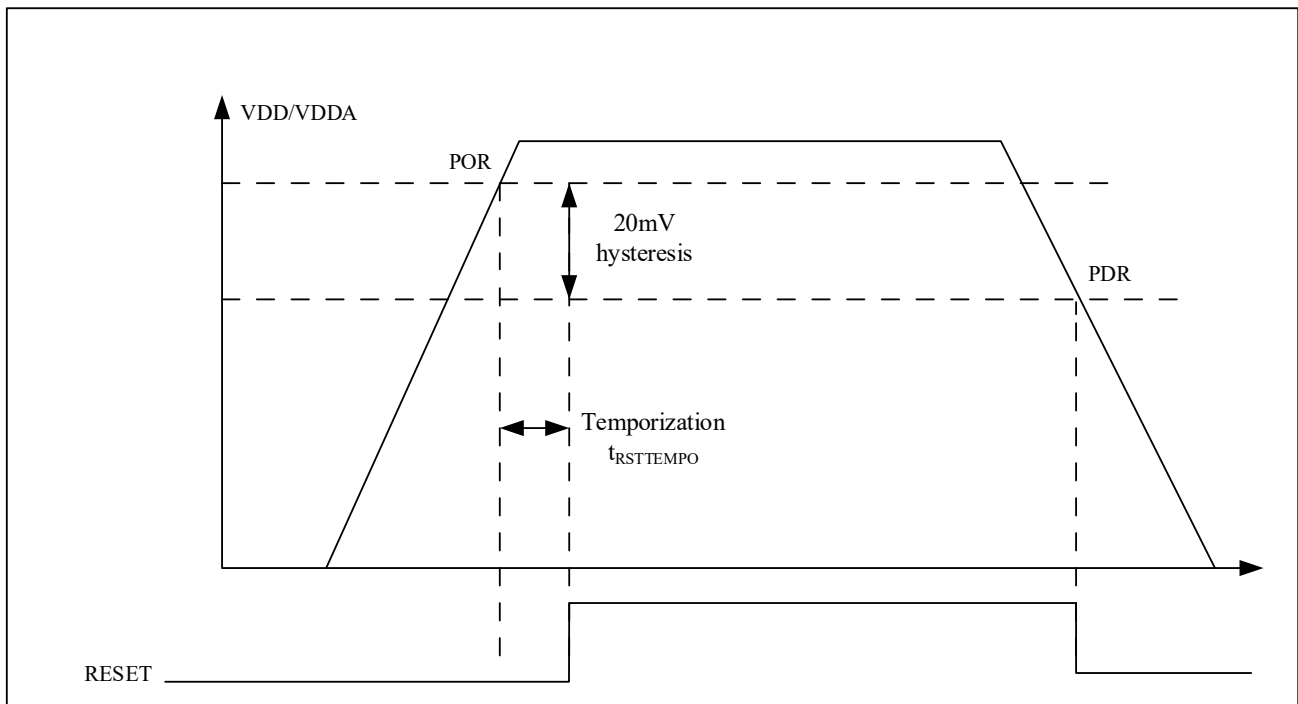 VDD/VDDA
POR
20mV
hysteresis
PDR
Temporization
tRSTTEMPO
RESET